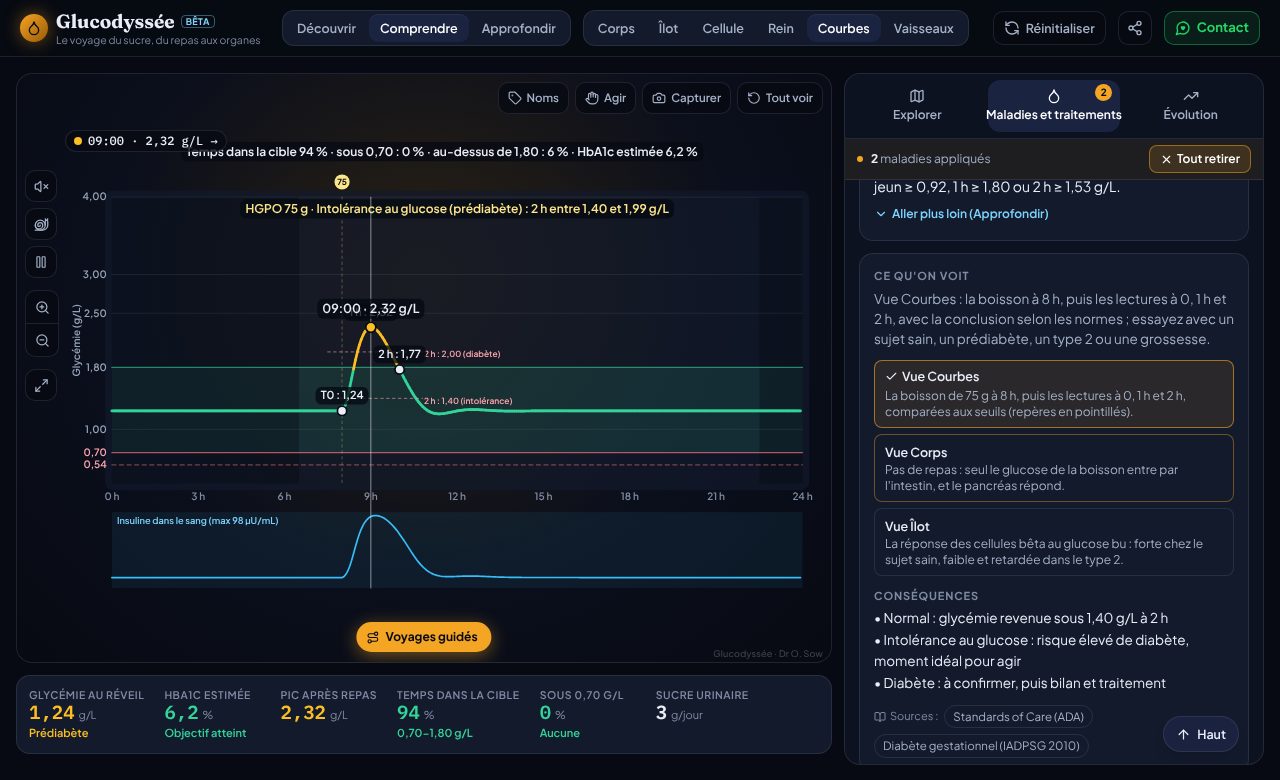 Glucodyssée BÊTA
Le voyage du sucre, du repas aux organes
Découvrir Comprendre Approfondir
Corps Îlot Cellule Rein Courbes Vaisseaux
Réinitialiser
Contact
Noms Agir Capturer Tout voir
09:00 · 2,32 g/L →
Temps dans la cible 94 % · sous 0,70 : 0 % · au-dessus de 1,80 : 6 % · HbA1c estimée 6,2 %
75
HGPO 75 g · Intolérance au glucose (prédiabète) : 2 h entre 1,40 et 1,99 g/L
4,00
3,00
2,50
1,80
1,00
0,70
0,54
Glycémie (g/L)
09:00 · 2,32 g/L
2 h : 1,77
2 h : 2,00 (diabète)
T0 : 1,24
2 h : 1,40 (intolérance)
0 h 3 h 6 h 9 h 12 h 15 h 18 h 21 h 24 h
Insuline dans le sang (max 98 µU/mL)
Voyages guidés
Glucodyssée · Dr O. Sow
GLYCÉMIE AU RÉVEIL
1,24 g/L
Prédiabète
HBA1C ESTIMÉE
6,2 %
Objectif atteint
PIC APRÈS REPAS
2,32 g/L
TEMPS DANS LA CIBLE
94 %
0,70–1,80 g/L
SOUS 0,70 G/L
0 %
Aucune
SUCRE URINAIRE
3 g/jour
Explorer
Maladies et traitements 2
Évolution
2 maladies appliqués
Tout retirer
jeun ≥ 0,92, 1 h ≥ 1,80 ou 2 h ≥ 1,53 g/L.
Aller plus loin (Approfondir)
CE QU'ON VOIT
Vue Courbes : la boisson à 8 h, puis les lectures à 0, 1 h et
2 h, avec la conclusion selon les normes ; essayez avec un
sujet sain, un prédiabète, un type 2 ou une grossesse.
Vue Courbes
La boisson de 75 g à 8 h, puis les lectures à 0, 1 h et 2 h,
comparées aux seuils (repères en pointillés).
Vue Corps
Pas de repas : seul le glucose de la boisson entre par
l'intestin, et le pancréas répond.
Vue Îlot
La réponse des cellules bêta au glucose bu : forte chez le
sujet sain, faible et retardée dans le type 2.
CONSÉQUENCES
• Normal : glycémie revenue sous 1,40 g/L à 2 h
• Intolérance au glucose : risque élevé de diabète,
moment idéal pour agir
• Diabète : à confirmer, puis bilan et traitement
Sources : Standards of Care (ADA)
Diabète gestationnel (IADPSG 2010)
Haut